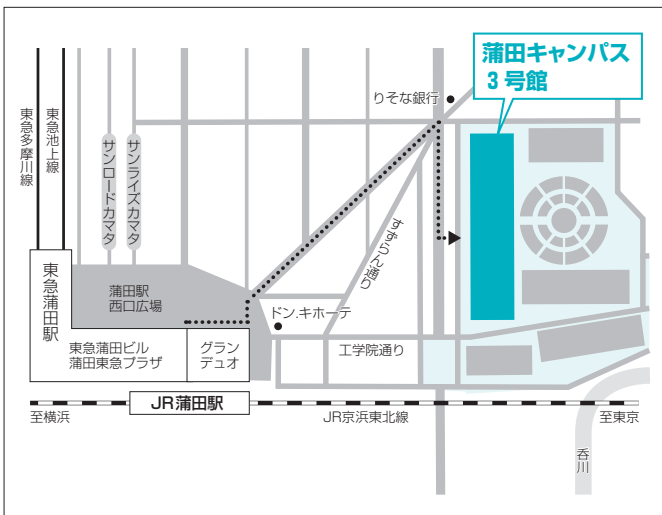 蒲田キャンパス
3 号館
りそな銀行
東急多摩川線
東急池上線
サンロードカマタ
サンライズカマタ
すずらん通り
東急蒲田駅
蒲田駅
西口広場
ドン.キホーテ
東急蒲田ビル
蒲田東急プラザ
グラン
デュオ
工学院通り
JR蒲田駅
至横浜
JR京浜東北線
至東京
呑川